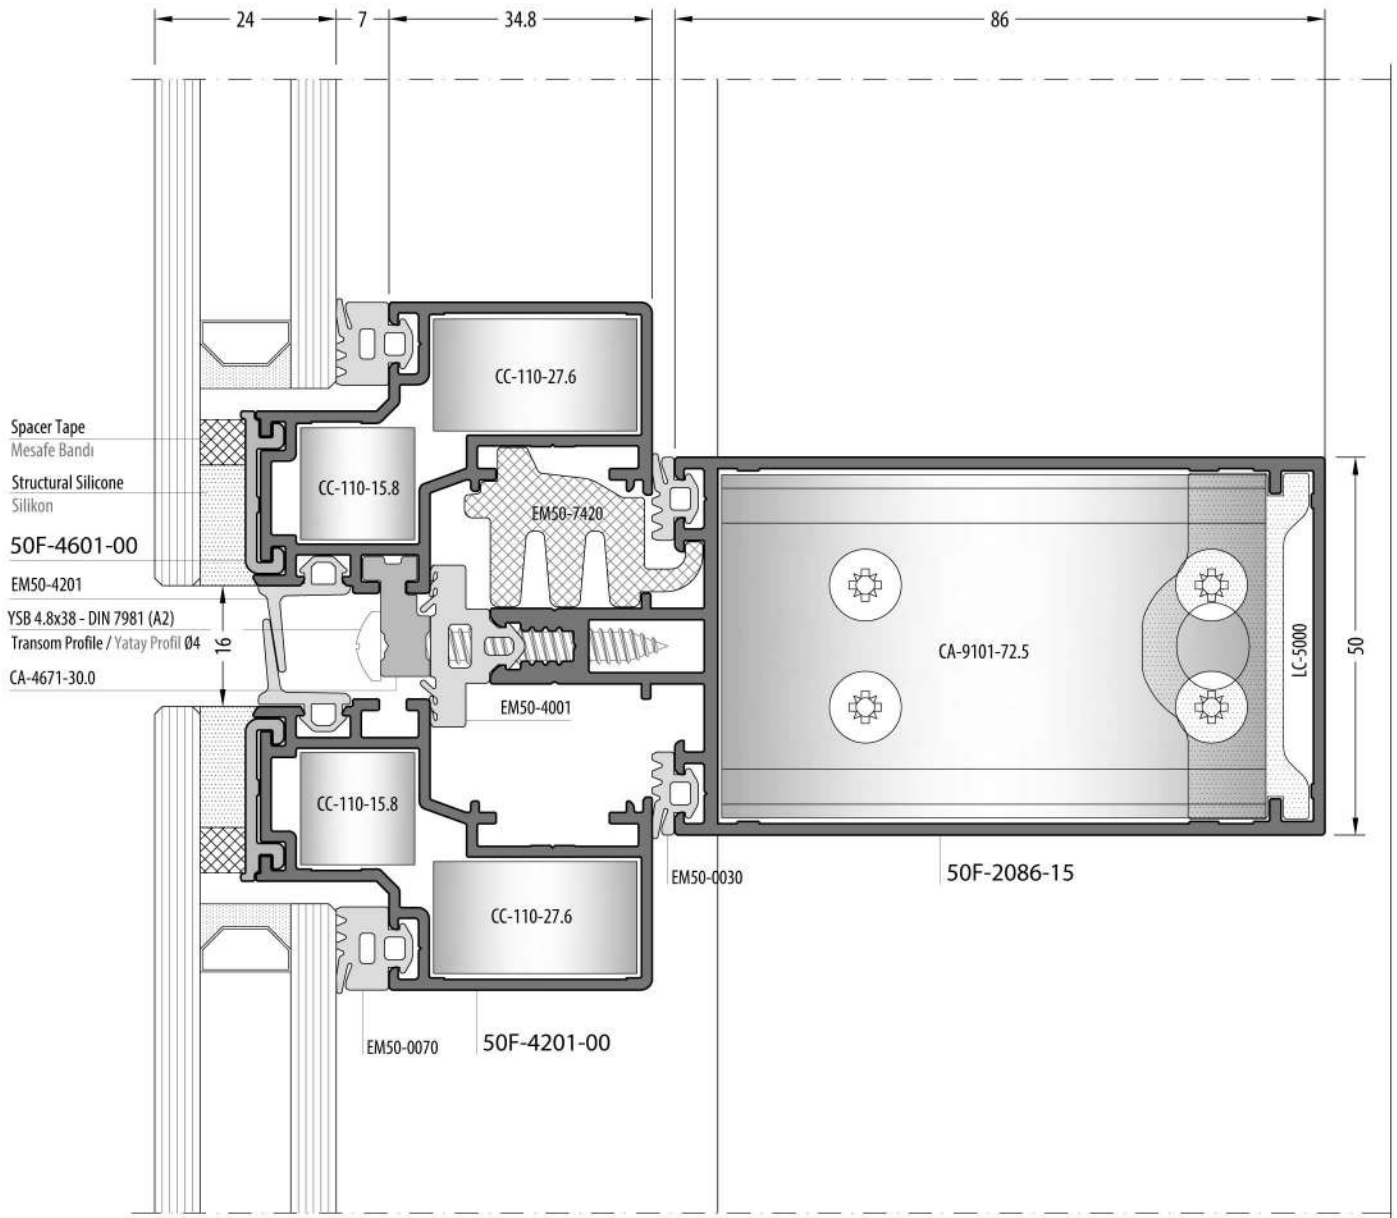 24
7
34.8
86
CC-110-27.6
Spacer Tape
Mesafe Bandı
Structural Silicone
Silikon
CC-110-15.8
EM50-7420
50F-4601-00
EM50-4201
YSB 4.8x38 - DIN 7981 (A2)
Transom Profile / Yatay Profil Ø4
16
CA-4671-30.0
CA-9101-72.5
LC-5000
50
EM50-4001
CC-110-15.8
EM50-0030
50F-2086-15
CC-110-27.6
EM50-0070
50F-4201-00